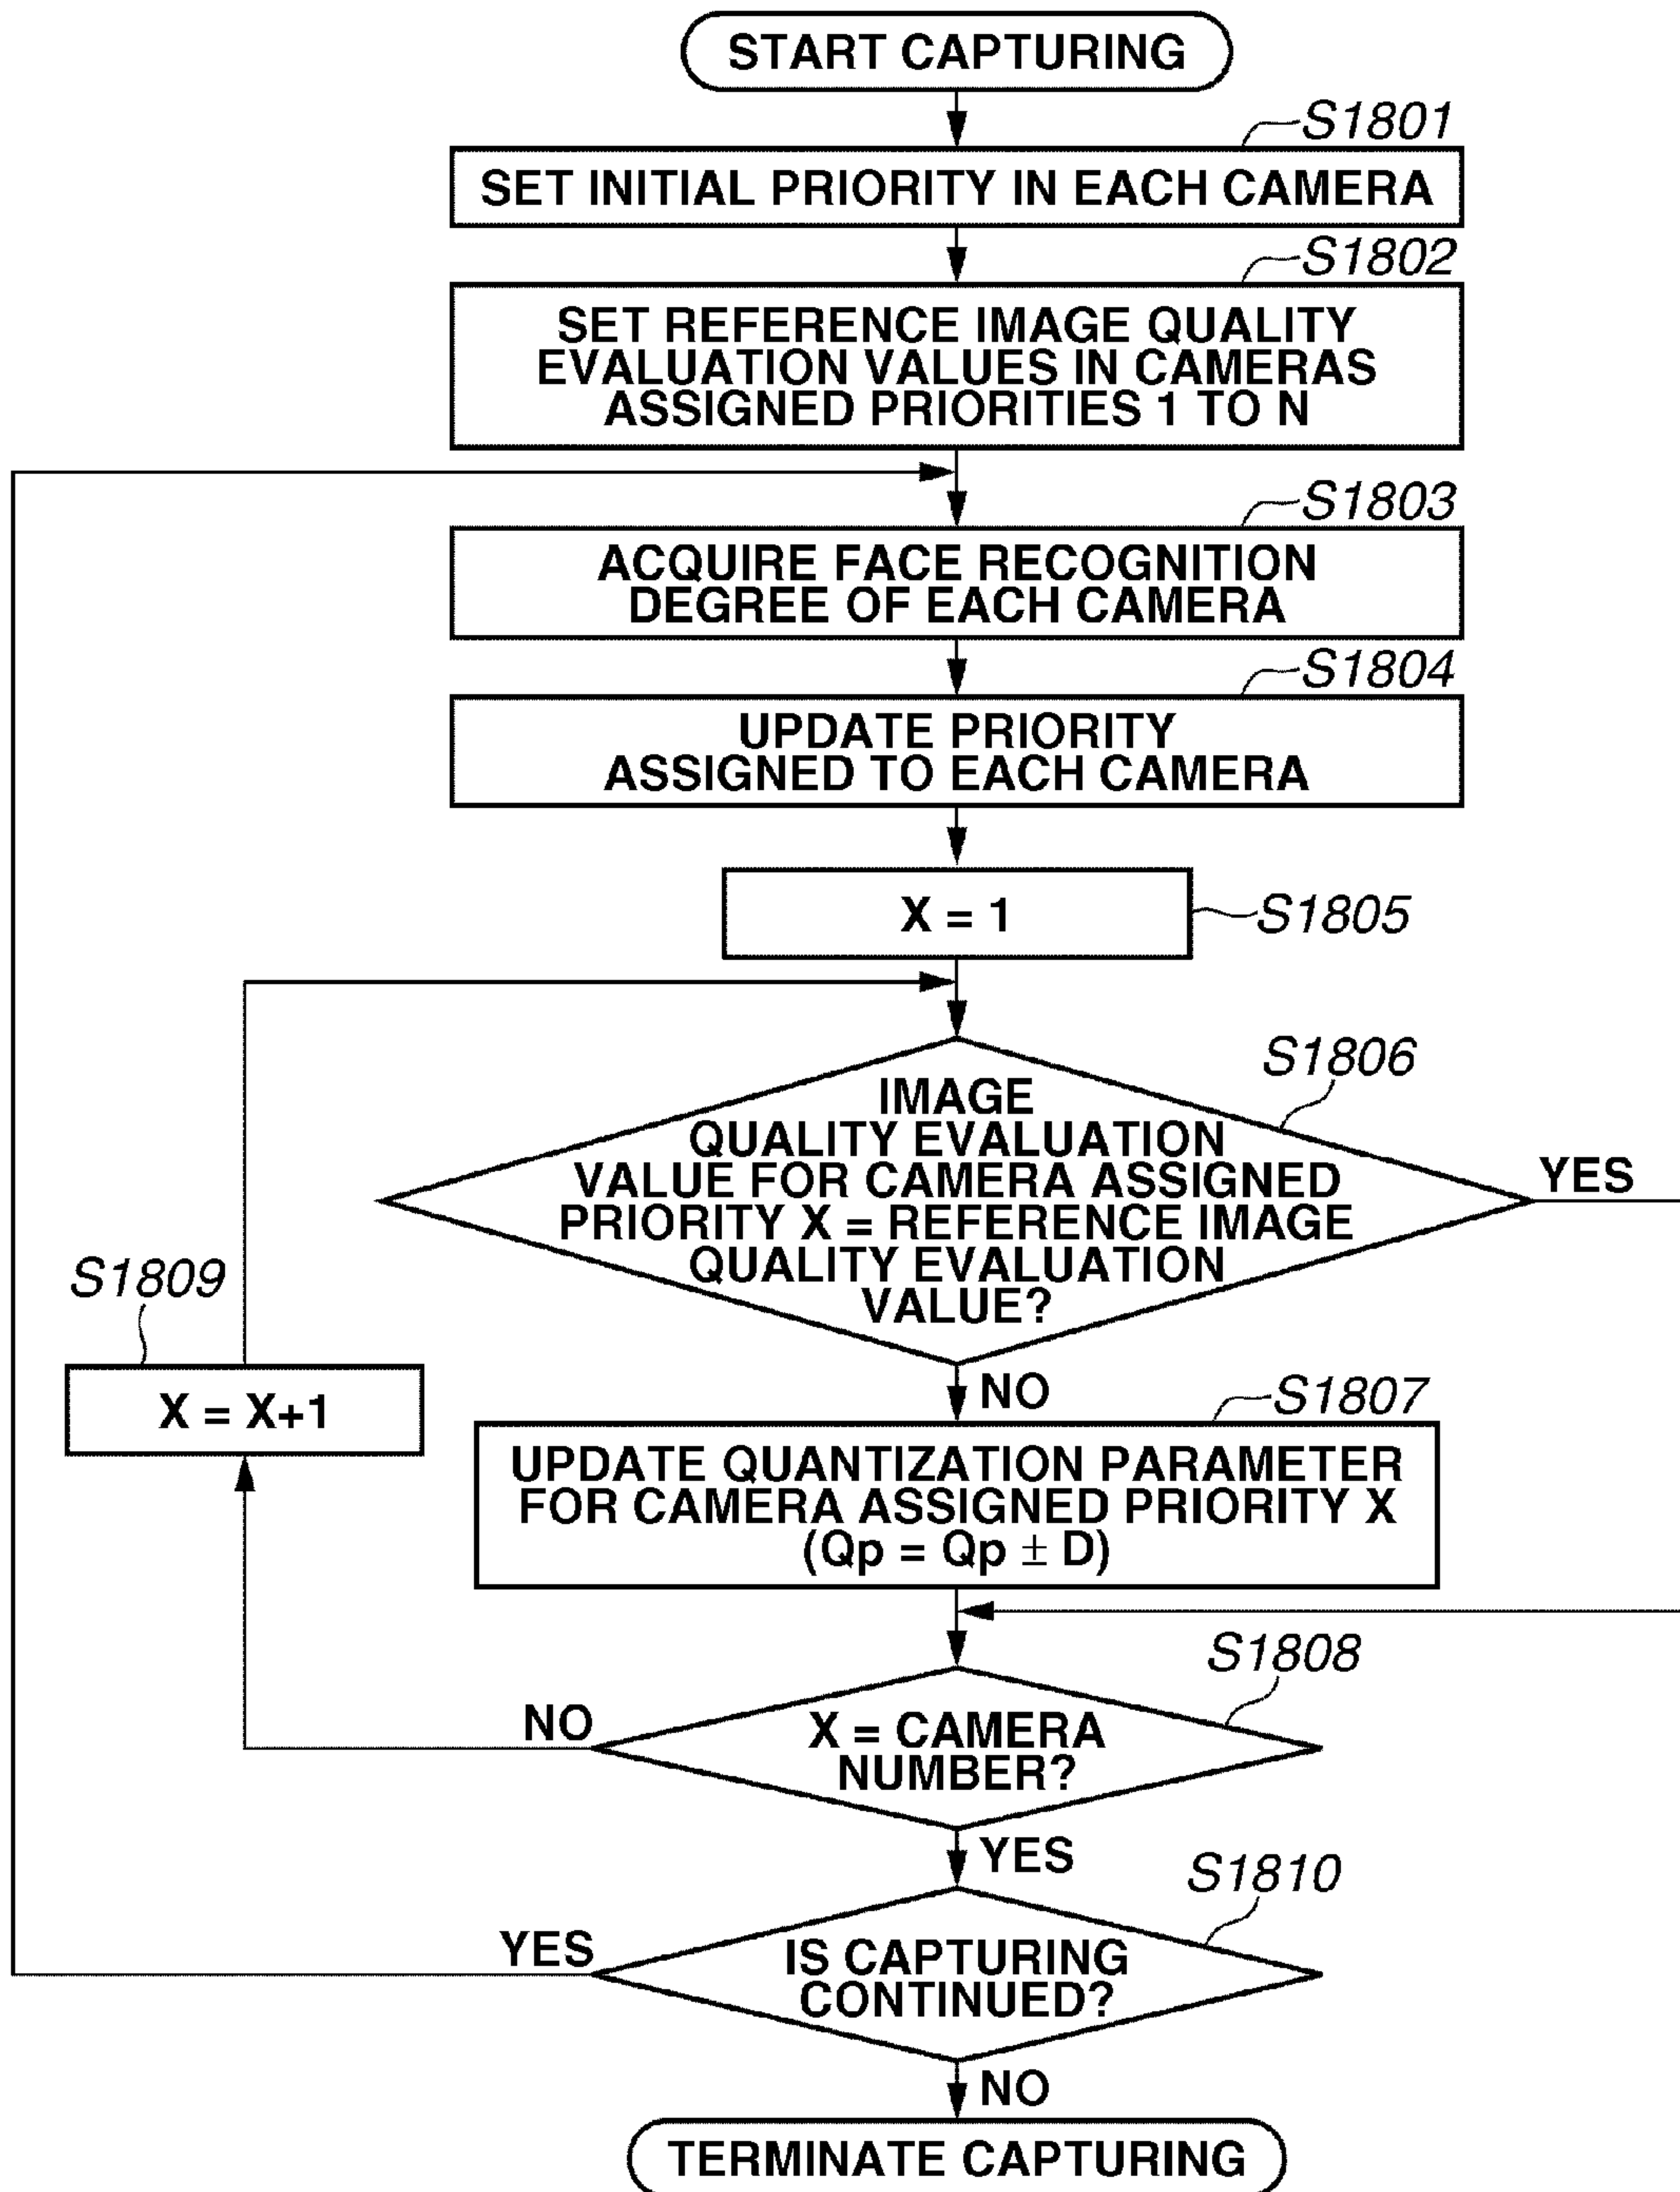 START CAPTURING
S1801
SET INITIAL PRIORITY IN EACH CAMERA
S1802
SET REFERENCE IMAGE QUALITY
EVALUATION VALUES IN CAMERAS
ASSIGNED PRIORITIES 1 TO N
S1803
ACQUIRE FACE RECOGNITION
DEGREE OF EACH CAMERA
S1804
UPDATE PRIORITY
ASSIGNED TO EACH CAMERA
X = 1
S1805
S1806
IMAGE
QUALITY EVALUATION
VALUE FOR CAMERA ASSIGNED
PRIORITY X = REFERENCE IMAGE
QUALITY EVALUATION
VALUE?
YES
S1809
X = X+1
NO
S1807
UPDATE QUANTIZATION PARAMETER
FOR CAMERA ASSIGNED PRIORITY X
(Qp = Qp ± D)
S1808
NO
X = CAMERA
NUMBER?
YES
S1810
YES
IS CAPTURING
CONTINUED?
NO
TERMINATE CAPTURING